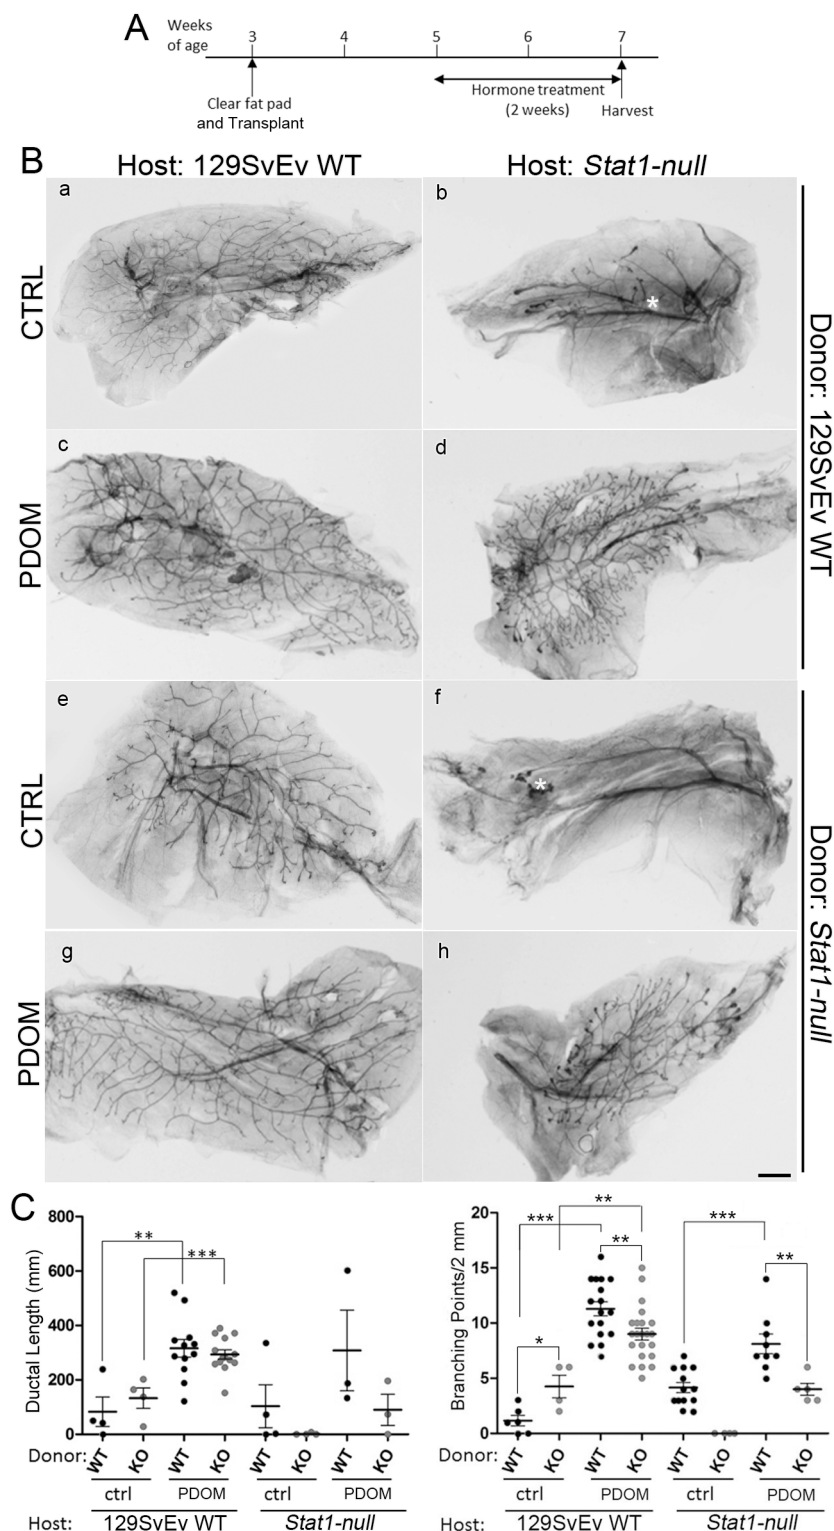 A
Weeks
of age
3 4 5 6 7
Hormone treatment
(2 weeks)
Clear fat pad
and Transplant
Harvest
B
Host: 129SvEv WT
Host: Stat1-null
a
b
CTRL
*
c
d
PDOM
Donor: 129SvEv WT
e
f
CTRL
*
g
h
PDOM
Donor: Stat1-null
C
Ductal Length (mm)
800
600
400
200
0
**
***
Donor: WT KO WT KO WT KO WT KO
ctrl PDOM ctrl PDOM
Host: 129SvEv WT Stat1-null
Branching Points/2 mm
20
15
10
5
0
**
***
**
*
***
**
Donor: WT KO WT KO WT KO WT KO
ctrl PDOM ctrl PDOM
Host: 129SvEv WT Stat1-null